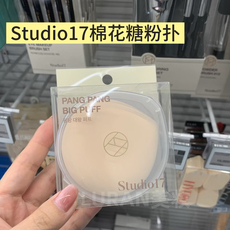 Studio17棉花糖粉扑
PANG PANG
BIG PUFF
Studio17